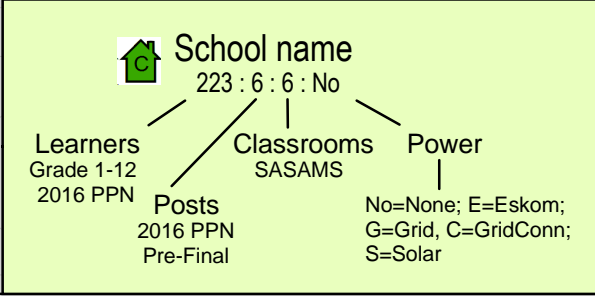 C School name
223 : 6 : 6 : No
Learners
Grade 1-12
2016 PPN
Posts
2016 PPN
Pre-Final
Classrooms
SASAMS
Power
No=None; E=Eskom;
G=Grid, C=GridConn;
S=Solar